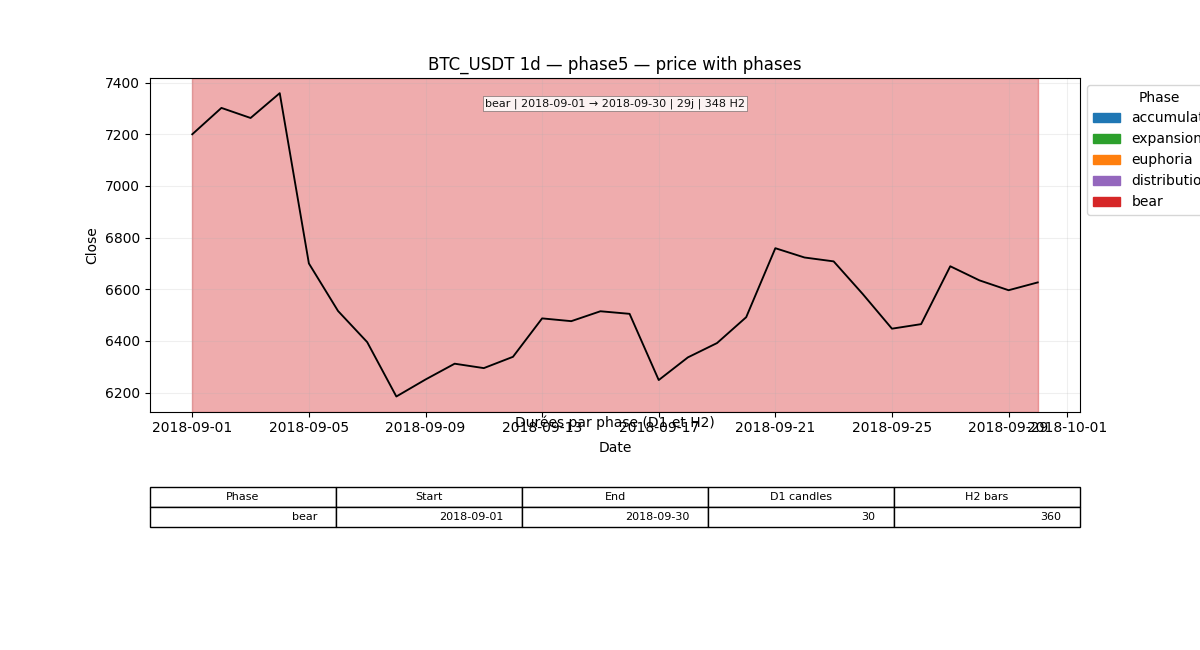 BTC_USDT 1d — phase5 — price with phases
bear | 2018-09-01 → 2018-09-30 | 29j | 348 H2
Close
7400
7200
7000
6800
6600
6400
6200
Phase
accumulat
expansion
euphoria
distributio
bear
Durées par phase (D1 et H2)
2018-09-01 2018-09-05 2018-09-09 2018-09-13 2018-09-17 2018-09-21 2018-09-25 2018-09-29 2018-10-01
Date
Phase Start End D1 candles H2 bars
bear 2018-09-01 2018-09-30 30 360